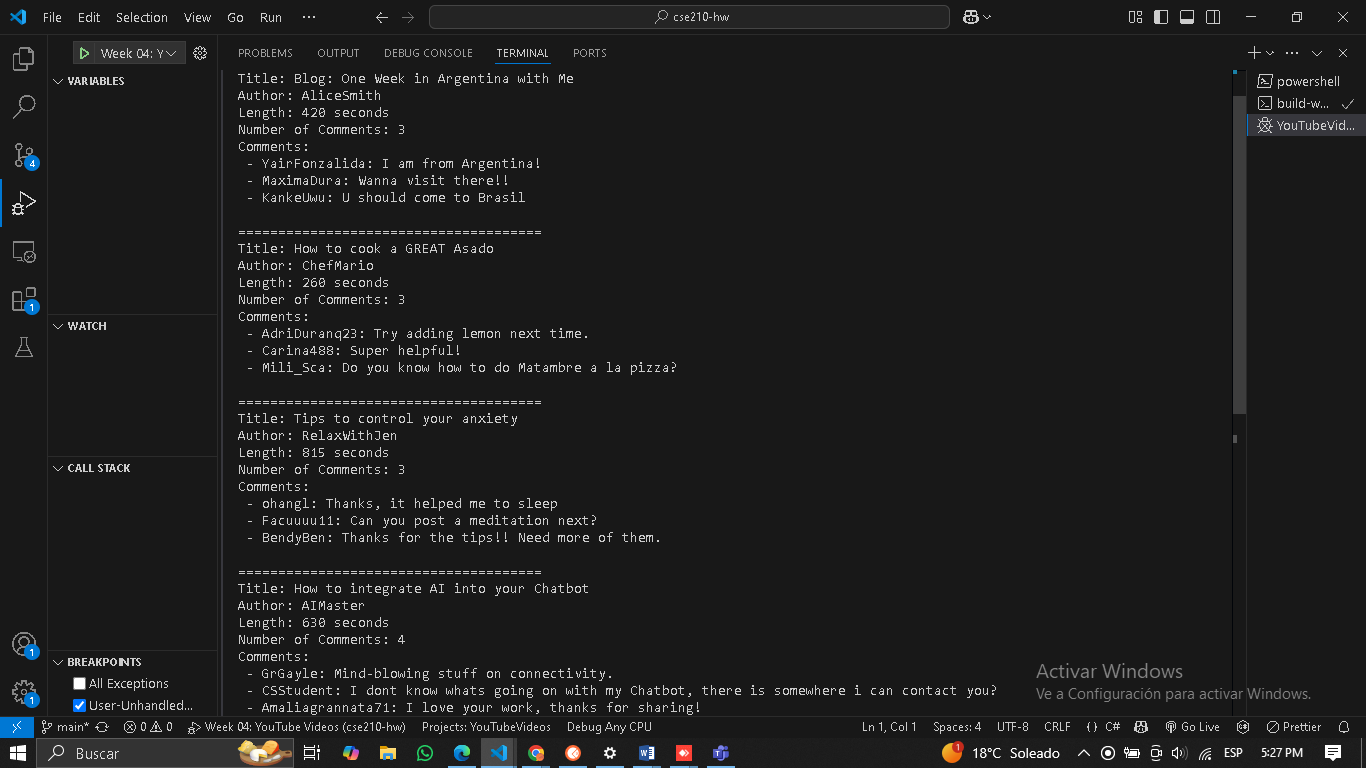 File Edit Selection View Go Run ···
cse210-hw
Week 04: Y
PROBLEMS OUTPUT DEBUG CONSOLE TERMINAL PORTS
VARIABLES
WATCH
CALL STACK
BREAKPOINTS
All Exceptions
User-Unhandled...
4
1
1
1
Title: Blog: One Week in Argentina with Me
Author: AliceSmith
Length: 420 seconds
Number of Comments: 3
Comments:
- YairFonzalida: I am from Argentina!
- MaximaDura: Wanna visit there!!
- KankeUwu: U should come to Brasil
======================================
Title: How to cook a GREAT Asado
Author: ChefMario
Length: 260 seconds
Number of Comments: 3
Comments:
- AdriDuranq23: Try adding lemon next time.
- Carina488: Super helpful!
- Mili_Sca: Do you know how to do Matambre a la pizza?
======================================
Title: Tips to control your anxiety
Author: RelaxWithJen
Length: 815 seconds
Number of Comments: 3
Comments:
- ohangl: Thanks, it helped me to sleep
- Facuuuu11: Can you post a meditation next?
- BendyBen: Thanks for the tips!! Need more of them.
======================================
Title: How to integrate AI into your Chatbot
Author: AIMaster
Length: 630 seconds
Number of Comments: 4
Comments:
- GrGayle: Mind-blowing stuff on connectivity.
- CSStudent: I dont know whats going on with my Chatbot, there is somewhere i can contact you?
- Amaliagrannata71: I love your work, thanks for sharing!
powershell
build-w...
YouTubeVid...
Activar Windows
Ve a Configuración para activar Windows.
main* 0 0 Week 04: YouTube Videos (cse210-hw) Projects: YouTubeVideos Debug Any CPU Ln 1, Col 1 Spaces: 4 UTF-8 CRLF {} C# Go Live Prettier
Buscar 1 18°C Soleado ESP 5:27 PM